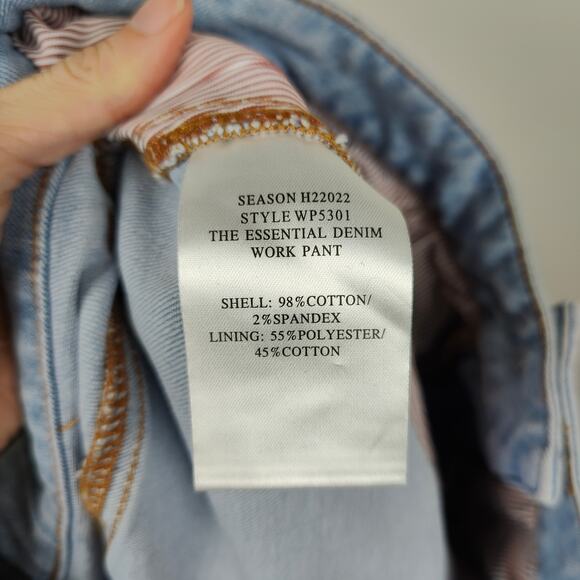 SEASON H22022
STYLE WP5301
THE ESSENTIAL DENIM
WORK PANT
SHELL: 98%COTTON/
2%SPANDEX
LINING: 55%POLYESTER/
45%COTTON